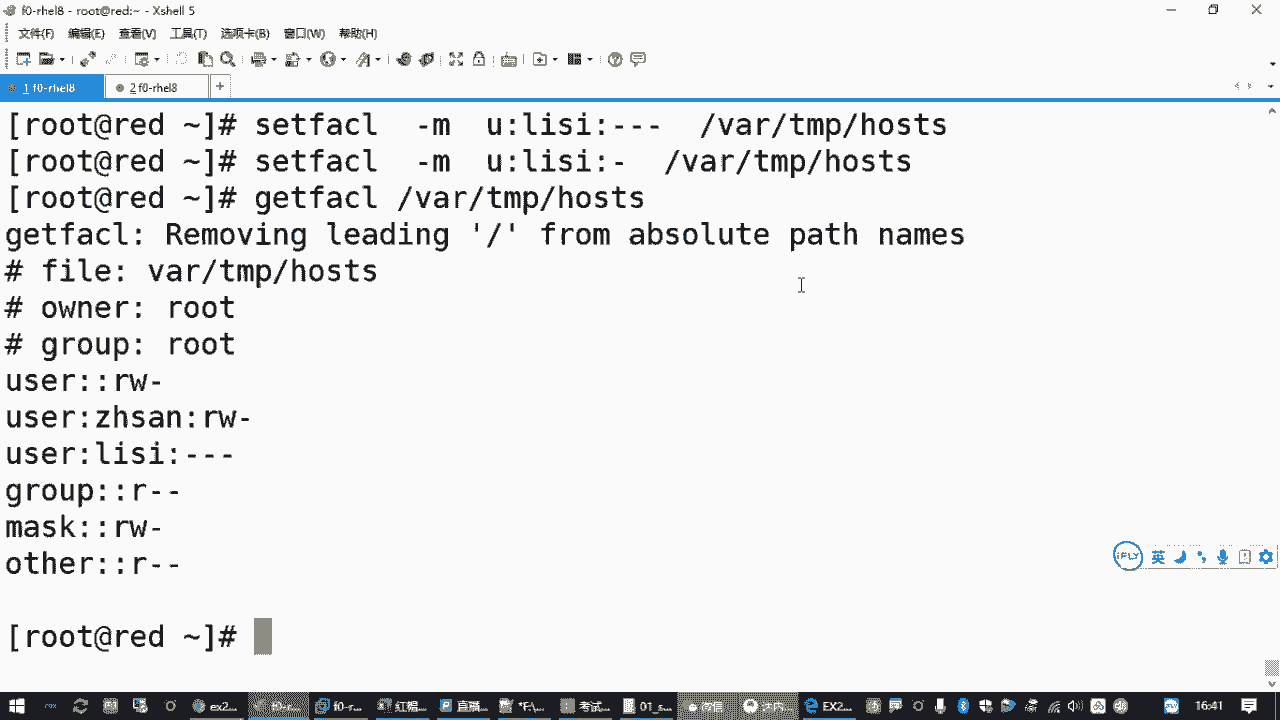 f0-rhel8 - root@red:~ - Xshell 5
文件(F) 编辑(E) 查看(V) 工具(T) 选项卡(B) 窗口(W) 帮助(H)
1 f0-rhel8 2 f0-rhel8 +
[root@red ~]# setfacl  -m  u:lisi:---  /var/tmp/hosts
[root@red ~]# setfacl  -m  u:lisi:-  /var/tmp/hosts
[root@red ~]# getfacl /var/tmp/hosts
getfacl: Removing leading '/' from absolute path names
# file: var/tmp/hosts
# owner: root
# group: root
user::rw-
user:zhsan:rw-
user:lisi:---
group::r--
mask::rw-
other::r--
[root@red ~]#
iFLY 英
ex2... f0-r... f0-r... 红帽... 直播... *F:\... 考试... 01_s... 微信 达内... EX2... 16:41